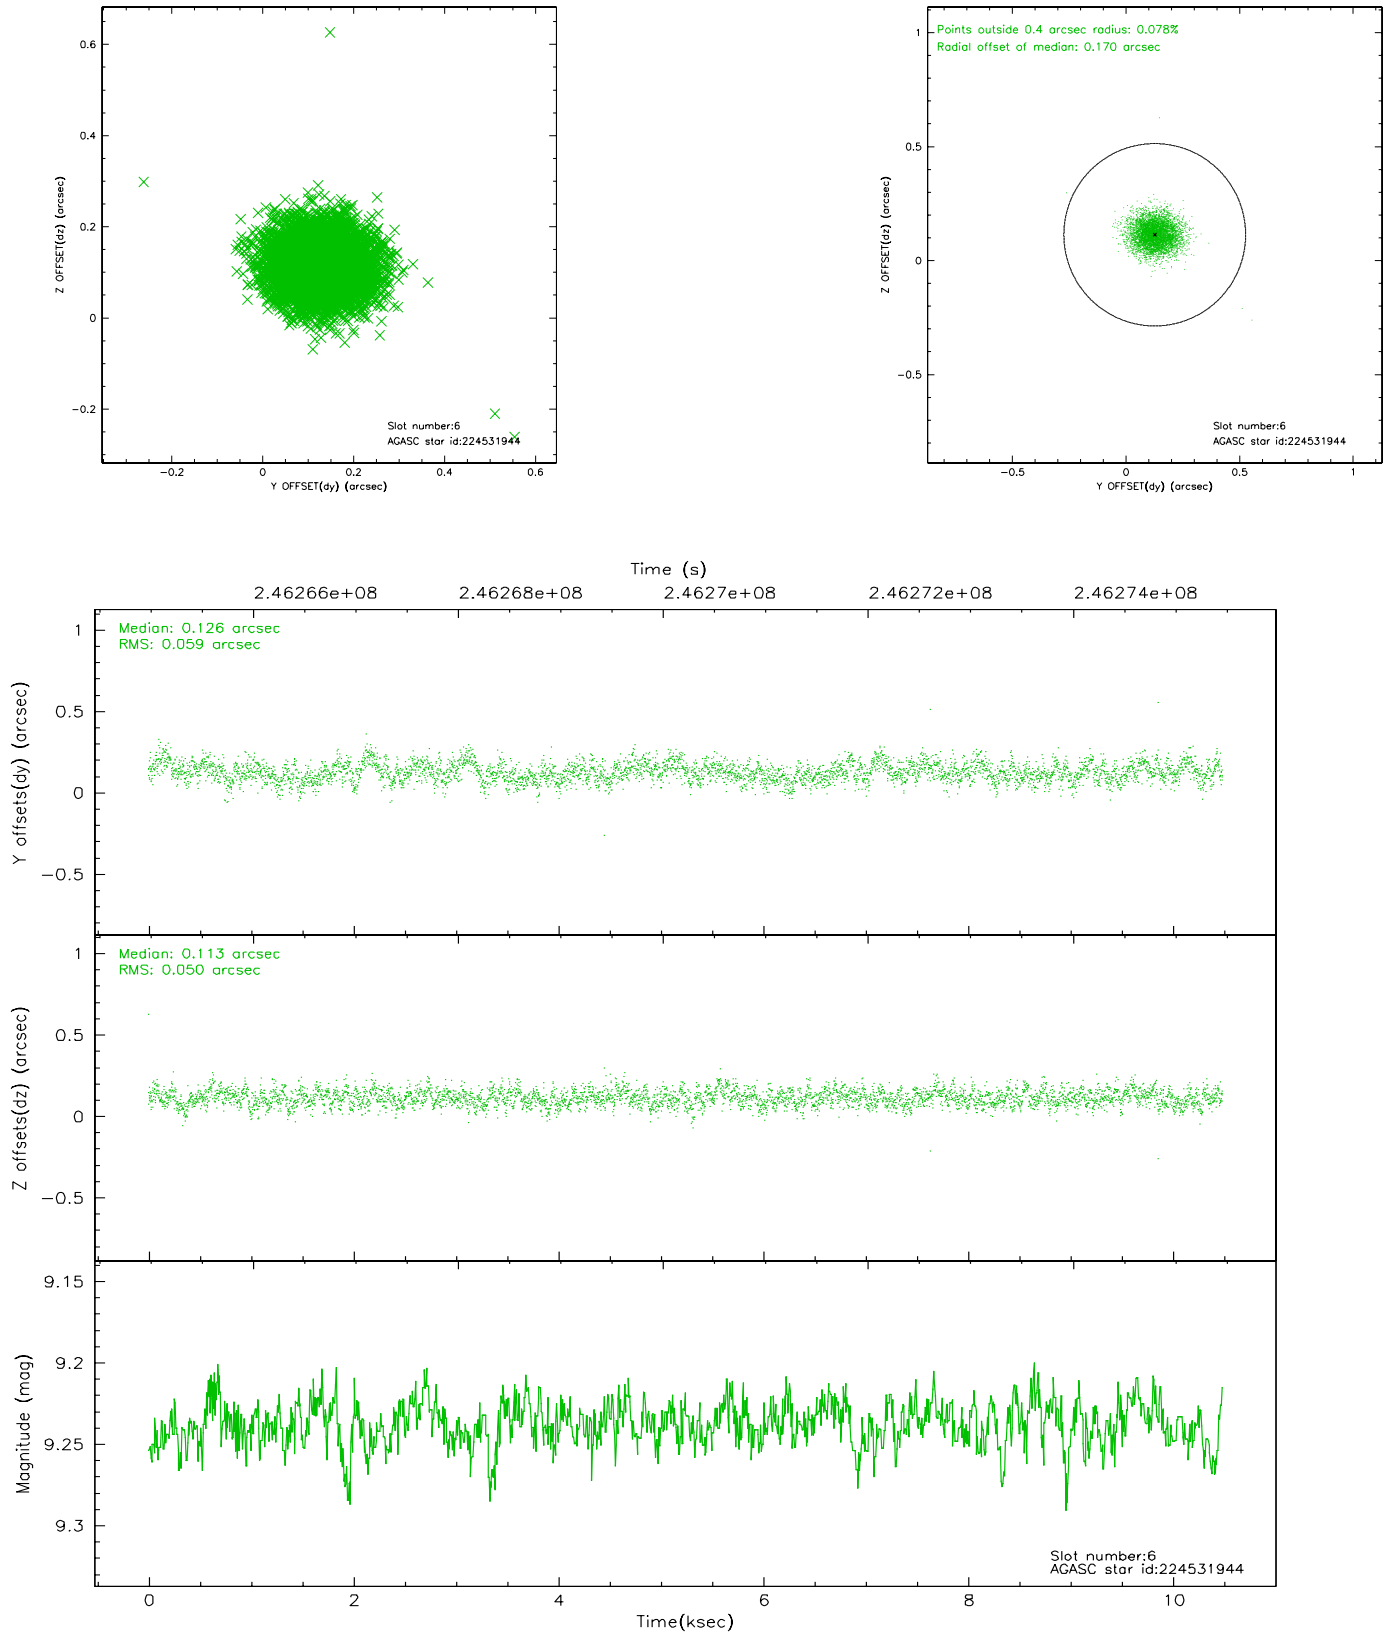 0.6
0.4
0.2
0
−0.2
Z OFFSET(dz) (arcsec)
−0.2 0 0.2 0.4 0.6
Y OFFSET(dy) (arcsec)
Slot number:6
AGASC star id:224531944
Points outside 0.4 arcsec radius: 0.078%
Radial offset of median: 0.170 arcsec
1
0.5
0
−0.5
Z OFFSET(dz) (arcsec)
−0.5 0 0.5 1
Y OFFSET(dy) (arcsec)
Slot number:6
AGASC star id:224531944
Time (s)
2.46266e+08 2.46268e+08 2.4627e+08 2.46272e+08 2.46274e+08
Median: 0.126 arcsec
RMS: 0.059 arcsec
1
0.5
0
−0.5
Y offsets(dy) (arcsec)
Median: 0.113 arcsec
RMS: 0.050 arcsec
1
0.5
0
−0.5
Z offsets(dz) (arcsec)
9.15
9.2
9.25
9.3
Magnitude (mag)
Slot number:6
AGASC star id:224531944
0 2 4 6 8 10
Time(ksec)